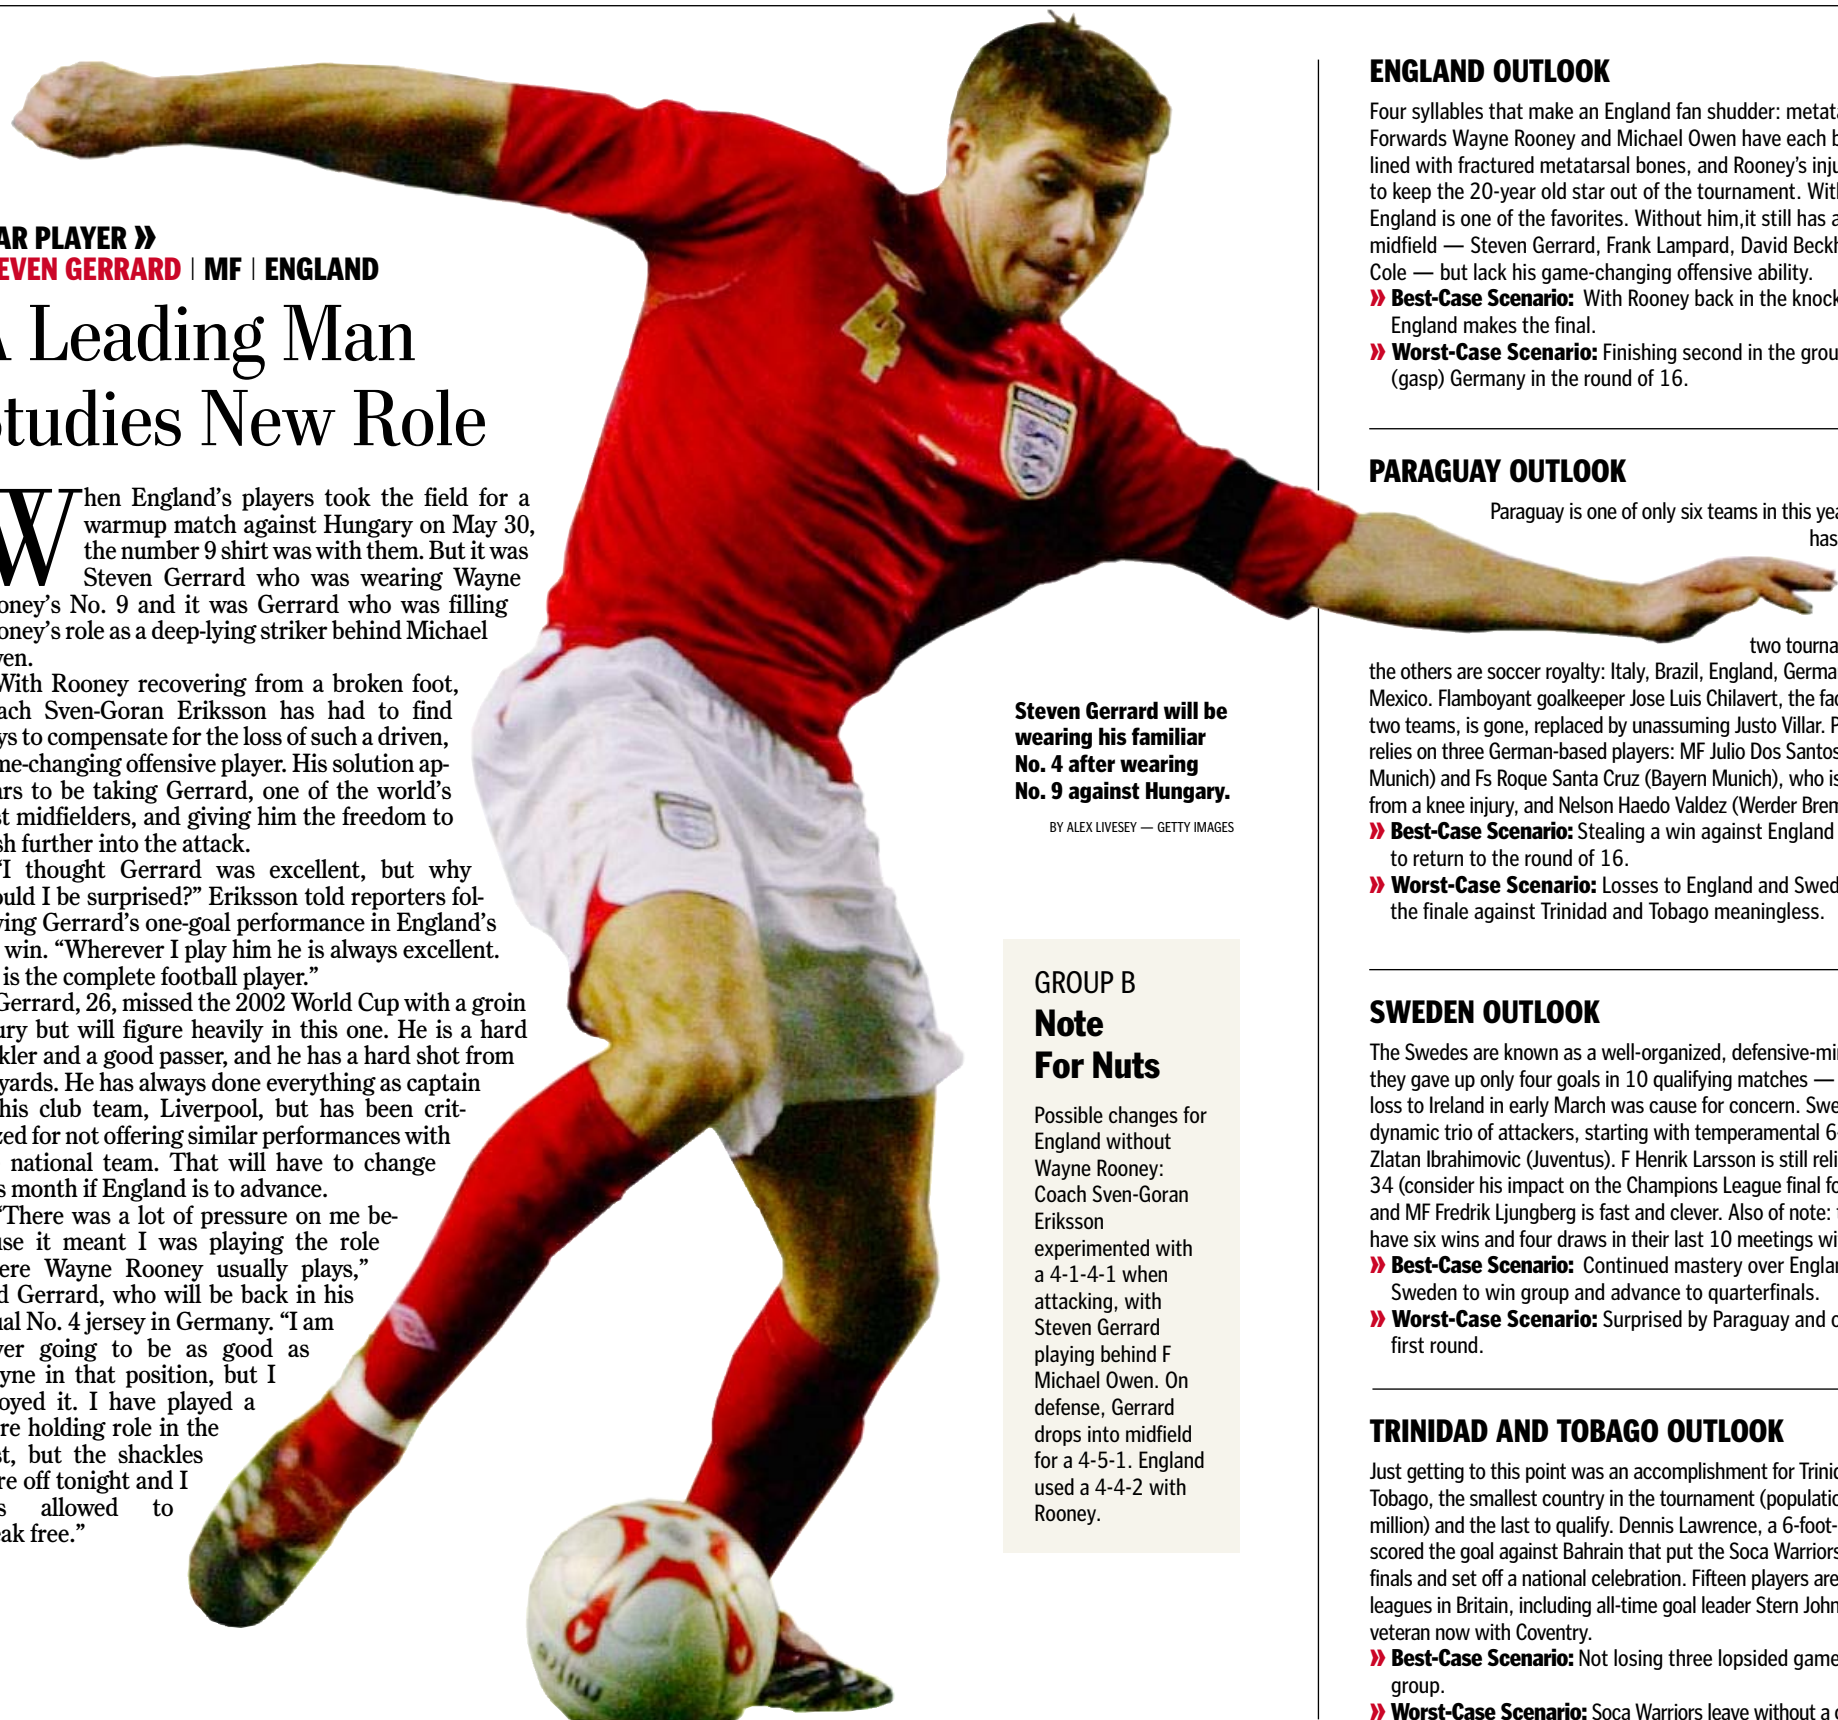 AR PLAYER »
EVEN GERRARD | MF | ENGLAND
A Leading Man
tudies New Role
When England's players took the field for a
warmup match against Hungary on May 30,
the number 9 shirt was with them. But it was
Steven Gerrard who was wearing Wayne
oney's No. 9 and it was Gerrard who was filling
oney's role as a deep-lying striker behind Michael
en.
With Rooney recovering from a broken foot,
ach Sven-Goran Eriksson has had to find
ys to compensate for the loss of such a driven,
me-changing offensive player. His solution ap-
ars to be taking Gerrard, one of the world's
st midfielders, and giving him the freedom to
sh further into the attack.
"I thought Gerrard was excellent, but why
ould I be surprised?" Eriksson told reporters fol-
ving Gerrard's one-goal performance in England's
win. "Wherever I play him he is always excellent.
is the complete football player."
Gerrard, 26, missed the 2002 World Cup with a groin
ury but will figure heavily in this one. He is a hard
kler and a good passer, and he has a hard shot from
yards. He has always done everything as captain
his club team, Liverpool, but has been crit-
zed for not offering similar performances with
national team. That will have to change
s month if England is to advance.
"There was a lot of pressure on me be-
use it meant I was playing the role
ere Wayne Rooney usually plays,"
d Gerrard, who will be back in his
ual No. 4 jersey in Germany. "I am
ver going to be as good as
yne in that position, but I
oyed it. I have played a
re holding role in the
st, but the shackles
re off tonight and I
s allowed to
eak free."
4
ENGLAND
mitre
Steven Gerrard will be
wearing his familiar
No. 4 after wearing
No. 9 against Hungary.
BY ALEX LIVESEY — GETTY IMAGES
GROUP B
Note
For Nuts
Possible changes for
England without
Wayne Rooney:
Coach Sven-Goran
Eriksson
experimented with
a 4-1-4-1 when
attacking, with
Steven Gerrard
playing behind F
Michael Owen. On
defense, Gerrard
drops into midfield
for a 4-5-1. England
used a 4-4-2 with
Rooney.
ENGLAND OUTLOOK
Four syllables that make an England fan shudder: metata
Forwards Wayne Rooney and Michael Owen have each b
lined with fractured metatarsal bones, and Rooney's inju
to keep the 20-year old star out of the tournament. With
England is one of the favorites. Without him,it still has a
midfield — Steven Gerrard, Frank Lampard, David Beckh
Cole — but lack his game-changing offensive ability.
» Best-Case Scenario: With Rooney back in the knock
England makes the final.
» Worst-Case Scenario: Finishing second in the grou
(gasp) Germany in the round of 16.
PARAGUAY OUTLOOK
Paraguay is one of only six teams in this yea
has
two tourna
the others are soccer royalty: Italy, Brazil, England, Germa
Mexico. Flamboyant goalkeeper Jose Luis Chilavert, the fac
two teams, is gone, replaced by unassuming Justo Villar. P
relies on three German-based players: MF Julio Dos Santos
Munich) and Fs Roque Santa Cruz (Bayern Munich), who is
from a knee injury, and Nelson Haedo Valdez (Werder Brem
» Best-Case Scenario: Stealing a win against England
to return to the round of 16.
» Worst-Case Scenario: Losses to England and Swed
the finale against Trinidad and Tobago meaningless.
SWEDEN OUTLOOK
The Swedes are known as a well-organized, defensive-min
they gave up only four goals in 10 qualifying matches —
loss to Ireland in early March was cause for concern. Swe
dynamic trio of attackers, starting with temperamental 6-
Zlatan Ibrahimovic (Juventus). F Henrik Larsson is still reli
34 (consider his impact on the Champions League final fo
and MF Fredrik Ljungberg is fast and clever. Also of note: t
have six wins and four draws in their last 10 meetings wi
» Best-Case Scenario: Continued mastery over Englan
Sweden to win group and advance to quarterfinals.
» Worst-Case Scenario: Surprised by Paraguay and o
first round.
TRINIDAD AND TOBAGO OUTLOOK
Just getting to this point was an accomplishment for Trinid
Tobago, the smallest country in the tournament (populatio
million) and the last to qualify. Dennis Lawrence, a 6-foot-
scored the goal against Bahrain that put the Soca Warriors
finals and set off a national celebration. Fifteen players are
leagues in Britain, including all-time goal leader Stern John
veteran now with Coventry.
» Best-Case Scenario: Not losing three lopsided game
group.
» Worst-Case Scenario: Soca Warriors leave without a